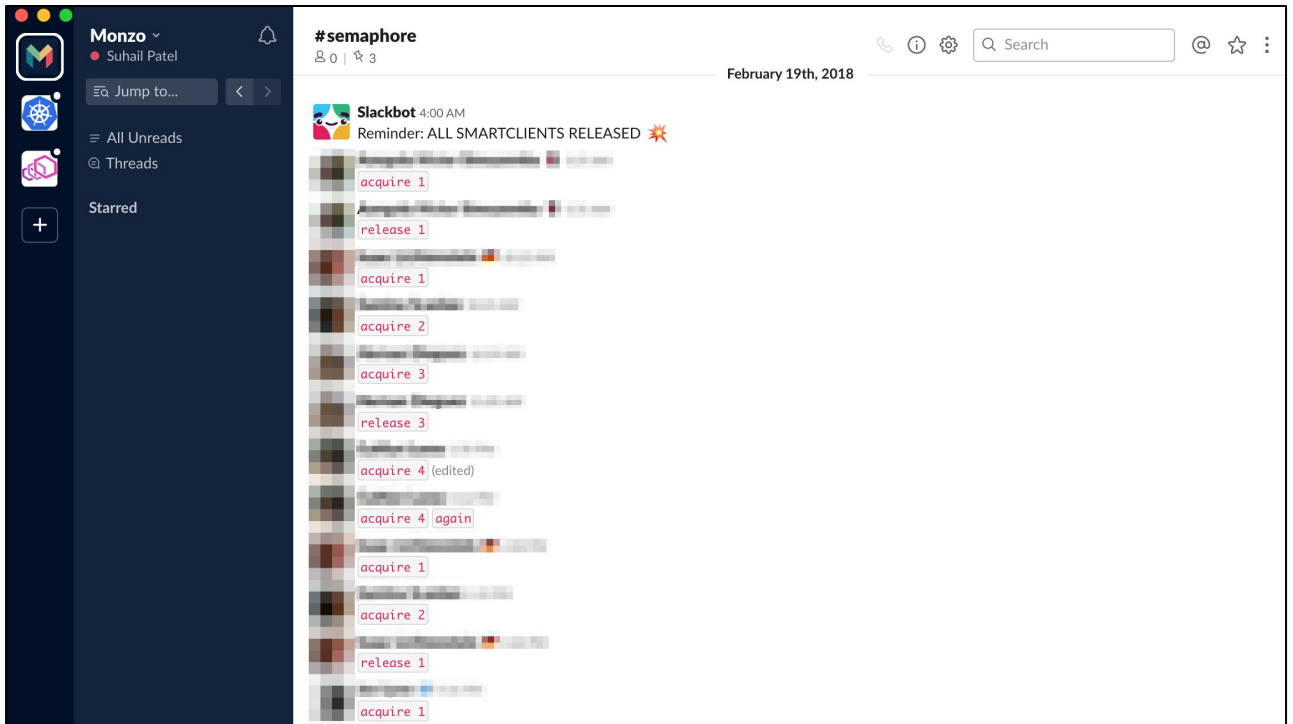 Monzo
Suhail Patel
Jump to...
All Unreads
Threads
Starred
#semaphore
0 | 3
Search
February 19th, 2018
Slackbot 4:00 AM
Reminder: ALL SMARTCLIENTS RELEASED
acquire 1
release 1
acquire 1
acquire 2
acquire 3
release 3
acquire 4 (edited)
acquire 4 again
acquire 1
acquire 2
release 1
acquire 1